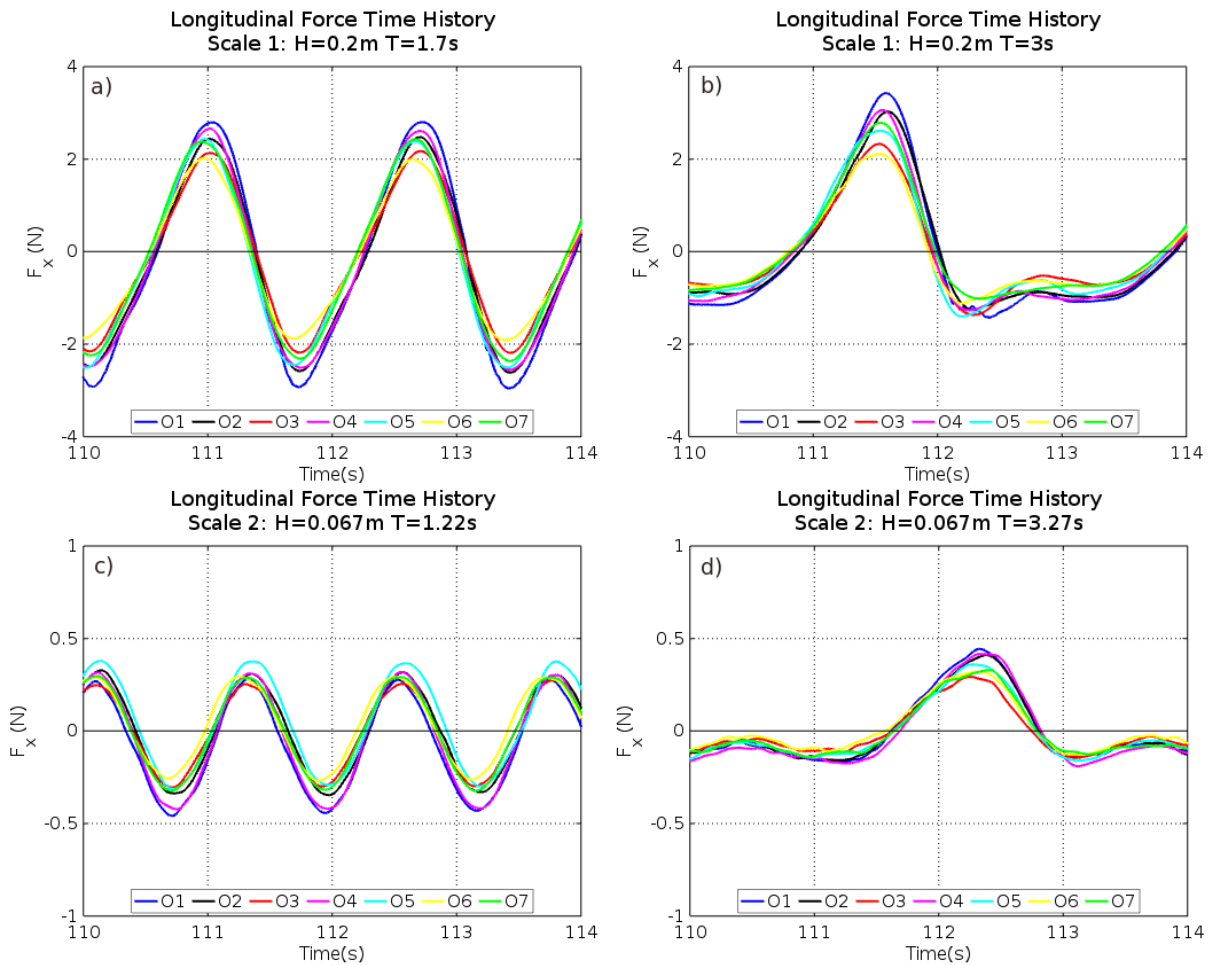 Longitudinal Force Time History
Scale 1: H=0.2m T=1.7s
a)
4
2
0
-2
-4
F_x (N)
O1 O2 O3 O4 O5 O6 O7
110 111 112 113 114
Time(s)
Longitudinal Force Time History
Scale 1: H=0.2m T=3s
b)
4
2
0
-2
-4
F_x (N)
O1 O2 O3 O4 O5 O6 O7
110 111 112 113 114
Time(s)
Longitudinal Force Time History
Scale 2: H=0.067m T=1.22s
c)
1
0.5
0
-0.5
-1
F_x (N)
O1 O2 O3 O4 O5 O6 O7
110 111 112 113 114
Time(s)
Longitudinal Force Time History
Scale 2: H=0.067m T=3.27s
d)
1
0.5
0
-0.5
-1
F_x (N)
O1 O2 O3 O4 O5 O6 O7
110 111 112 113 114
Time(s)